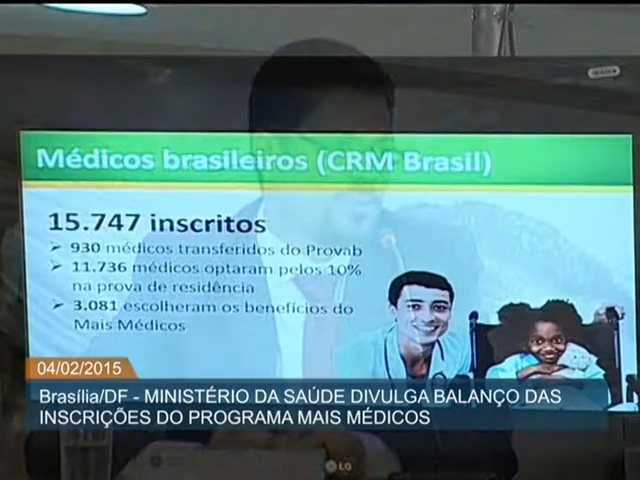 Médicos brasileiros (CRM Brasil)
15.747 inscritos
➢ 930 médicos transferidos do Provab
➢ 11.736 médicos optaram pelos 10%
na prova de residência
➢ 3.081 escolheram os benefícios do
Mais Médicos
04/02/2015
Brasília/DF - MINISTÉRIO DA SAÚDE DIVULGA BALANÇO DAS
INSCRIÇÕES DO PROGRAMA MAIS MÉDICOS
LG